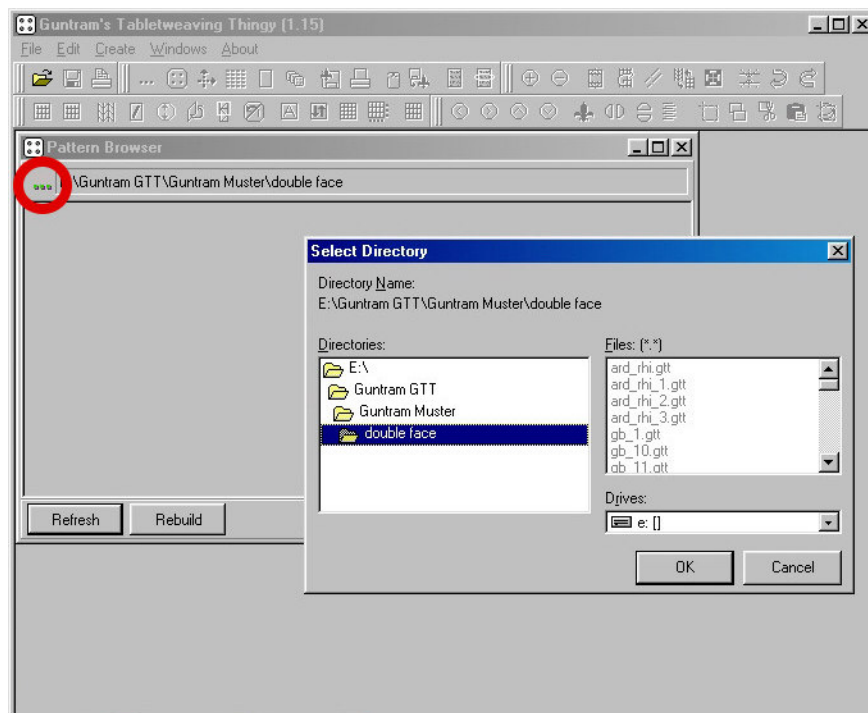 Guntram's Tabletweaving Thingy (1.15)
File Edit Create Windows About
Pattern Browser
\Guntram GTT\Guntram Muster\double face
Select Directory
Directory Name:
E:\Guntram GTT\Guntram Muster\double face
Directories:
Files: (*.*)
E:\
Guntram GTT
Guntram Muster
double face
ard_rhi.gtt
ard_rhi_1.gtt
ard_rhi_2.gtt
ard_rhi_3.gtt
gb_1.gtt
gb_10.gtt
gb_11.gtt
Drives:
e: []
Refresh Rebuild
OK Cancel